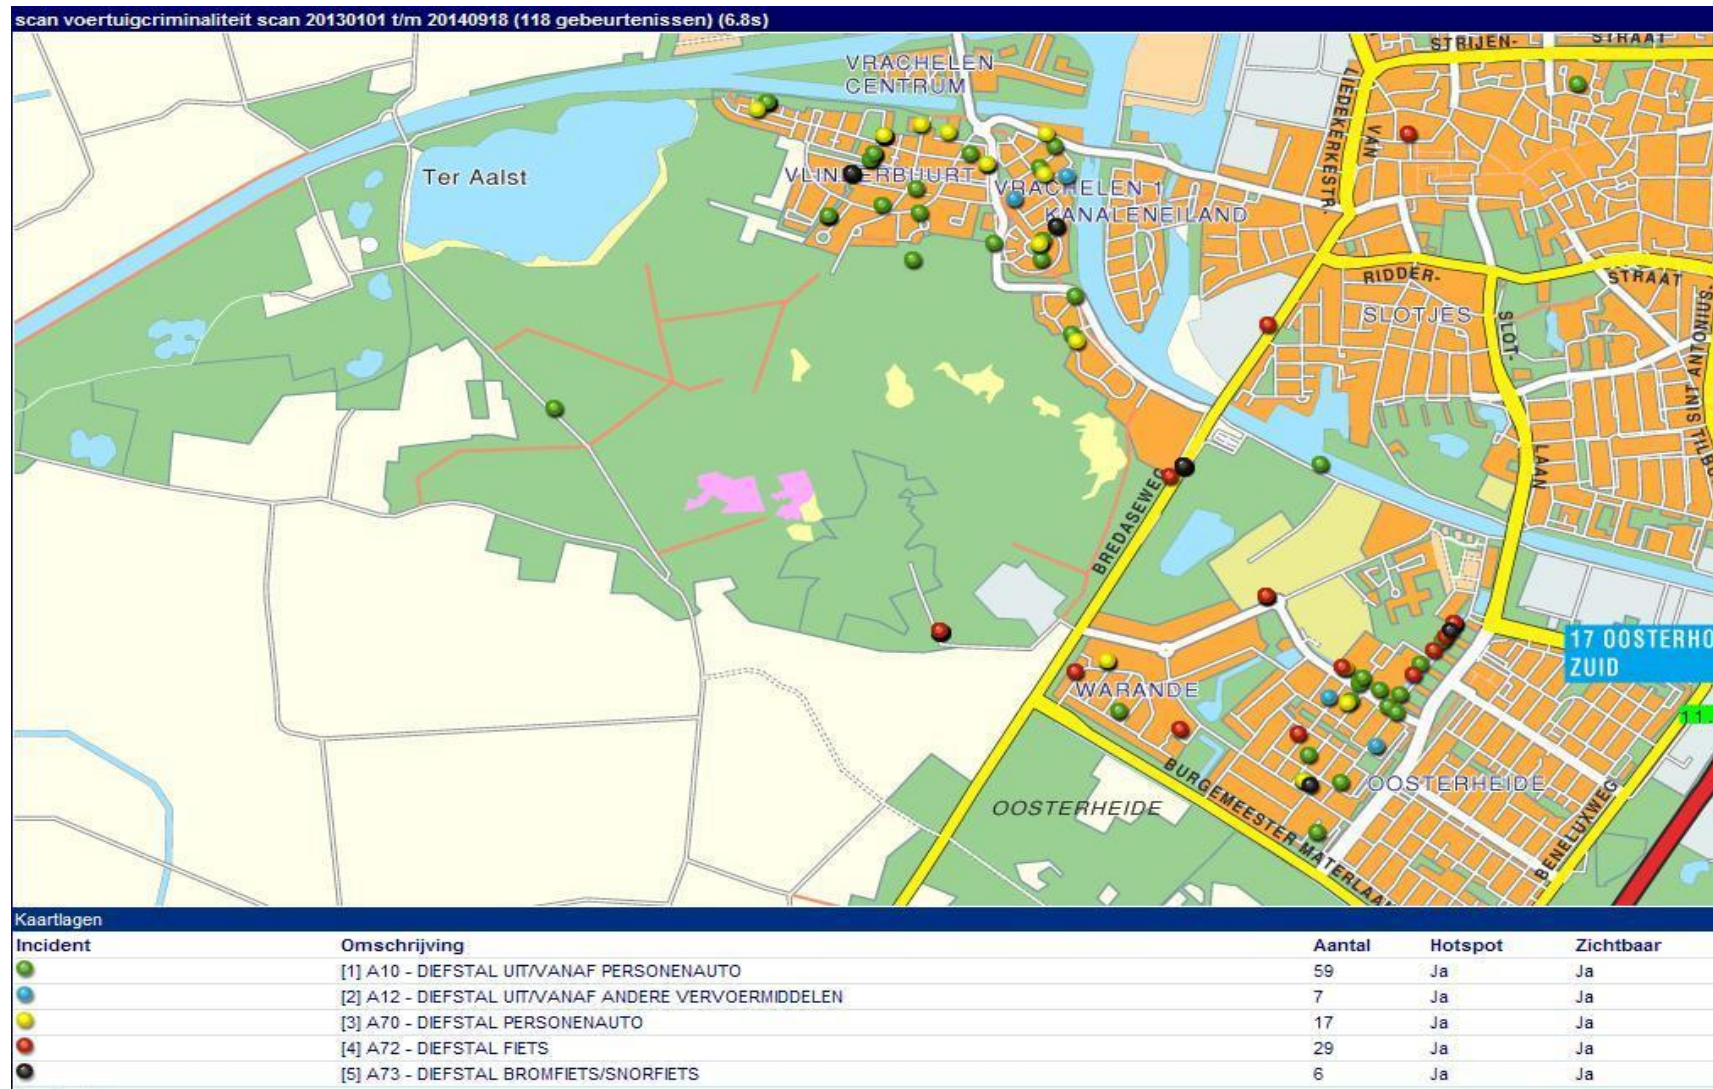 scan voertuigcriminaliteit scan 20130101 t/m 20140918 (118 gebeurtenissen) (6.8s)
STRIJEN-
STRAAT
VRACHELEN
CENTRUM
LIEDEKERKESTR.
VAN
Ter Aalst
VLINDERBUURT
VRACHELEN 1
KANALENEILAND
RIDDER-
STRAAT
SLOTJES
SLOT-
LAAN
SINT ANTONIUS-
BREDASEWEG
17 OOSTERHO
ZUID
11.
WARANDE
OOSTERHEIDE
OOSTERHEIDE
BURGEMEESTER MATERLAAN
BENELUXWEG
Kaartlagen
Incident Omschrijving Aantal Hotspot Zichtbaar
[1] A10 - DIEFSTAL UIT/VANAF PERSONENAUTO 59 Ja Ja
[2] A12 - DIEFSTAL UIT/VANAF ANDERE VERVOERMIDDELEN 7 Ja Ja
[3] A70 - DIEFSTAL PERSONENAUTO 17 Ja Ja
[4] A72 - DIEFSTAL FIETS 29 Ja Ja
[5] A73 - DIEFSTAL BROMFIETS/SNORFIETS 6 Ja Ja